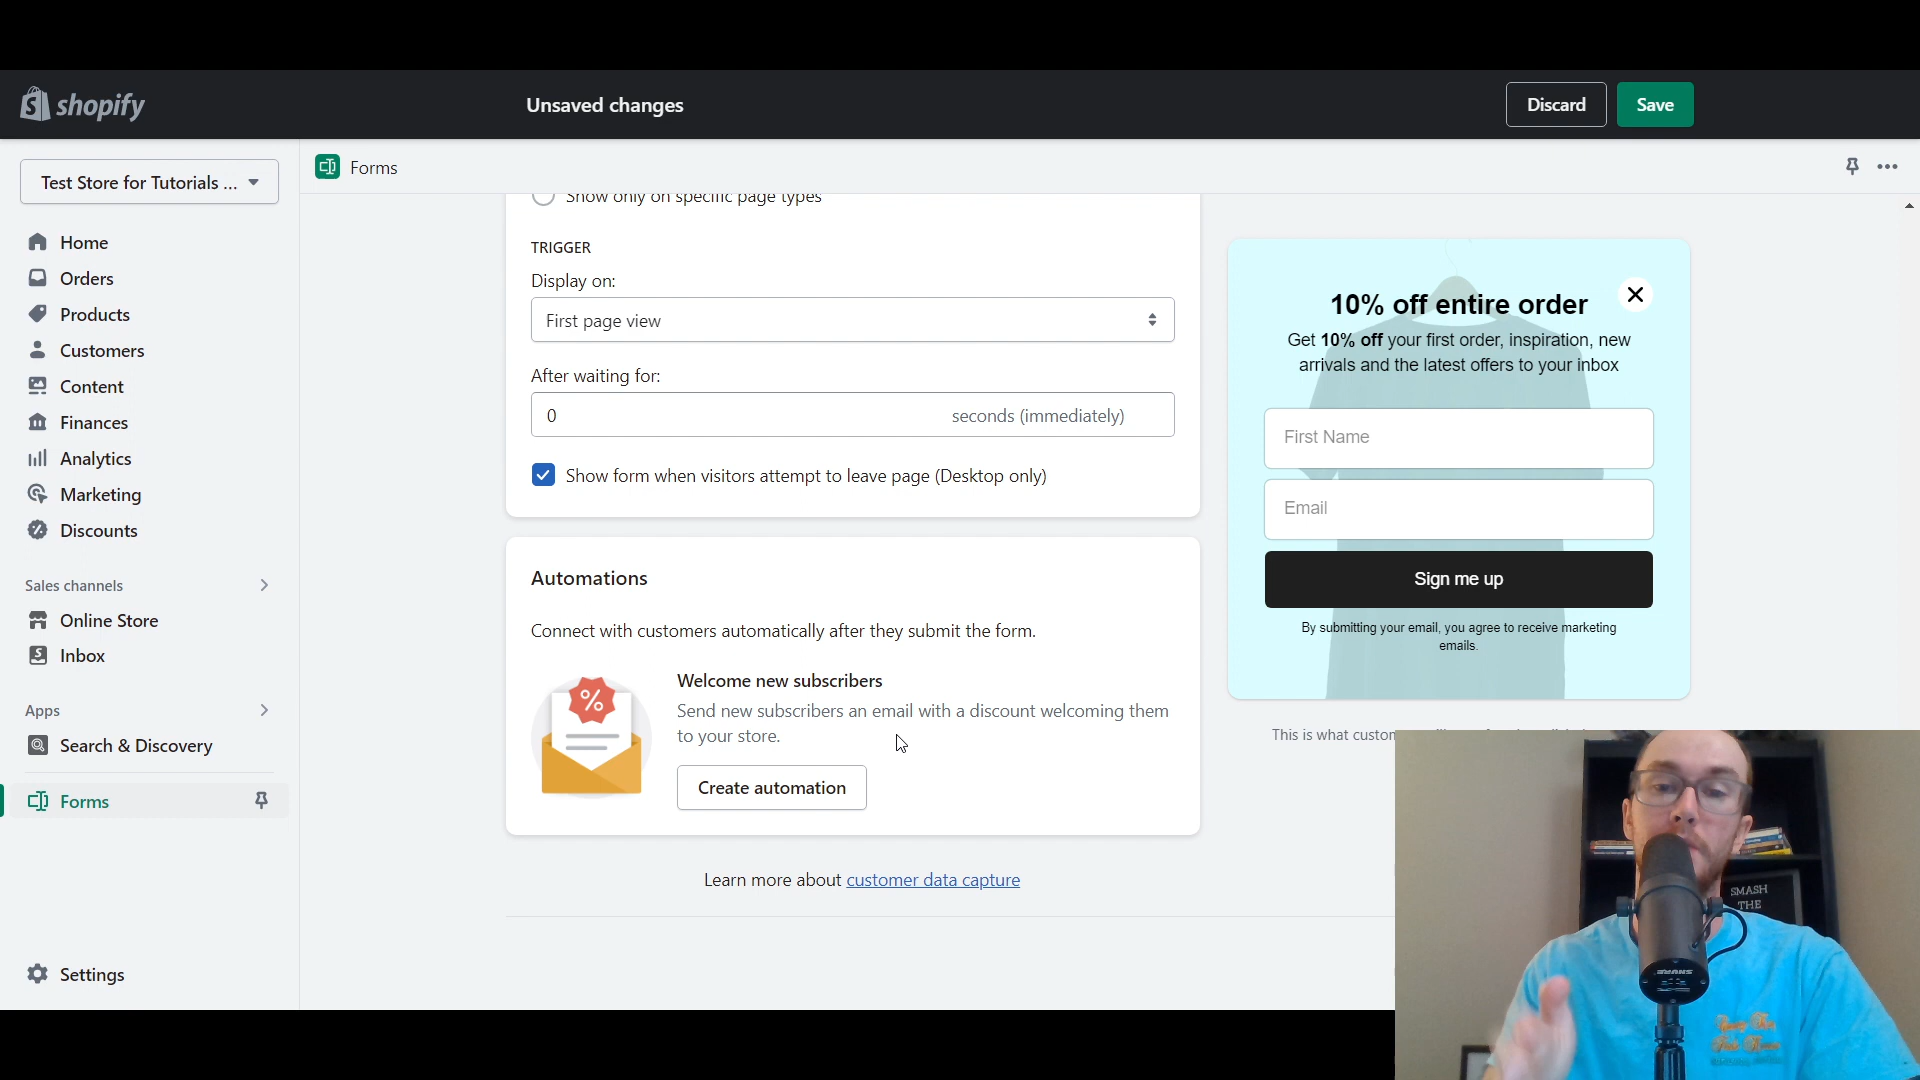 shopify
Unsaved changes
Discard
Save
Test Store for Tutorials ...
Forms
Home
Orders
Products
Customers
Content
Finances
Analytics
Marketing
Discounts
Sales channels
Online Store
Inbox
Apps
Search & Discovery
Forms
Settings
Show only on specific page types
TRIGGER
Display on:
First page view
After waiting for:
0 seconds (immediately)
Show form when visitors attempt to leave page (Desktop only)
Automations
Connect with customers automatically after they submit the form.
Welcome new subscribers
Send new subscribers an email with a discount welcoming them
to your store.
Create automation
Learn more about customer data capture
10% off entire order
Get 10% off your first order, inspiration, new
arrivals and the latest offers to your inbox
First Name
Email
Sign me up
By submitting your email, you agree to receive marketing
emails.
This is what
SMASH
THE